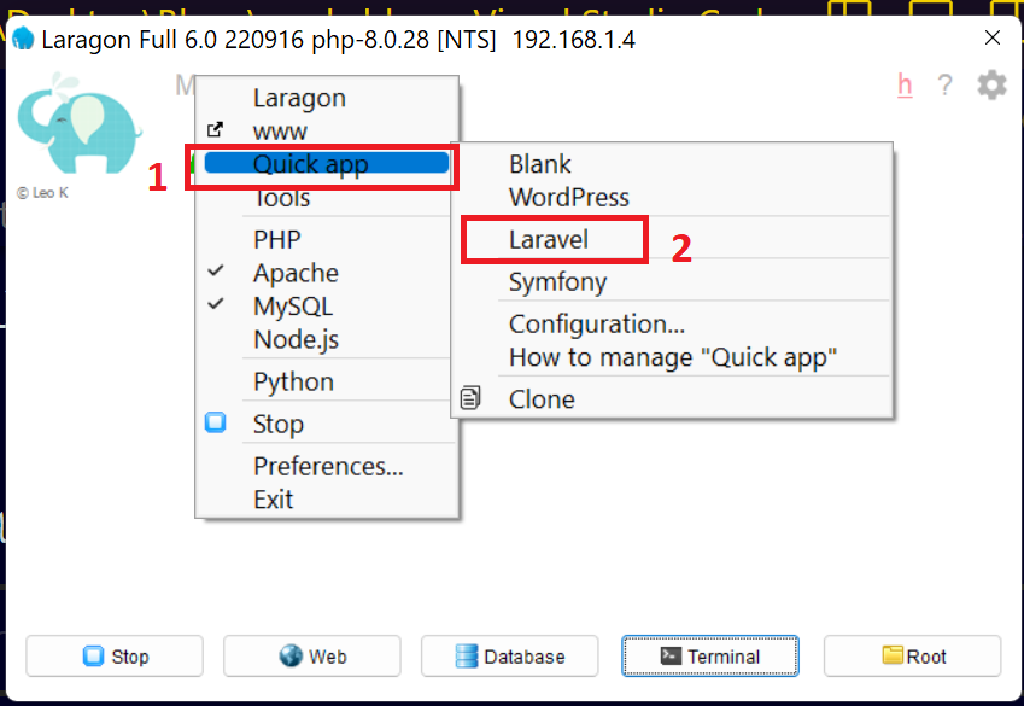 Laragon Full 6.0 220916 php-8.0.28 [NTS] 192.168.1.4
M
h ?
© Leo K
Laragon
www
1
Quick app
Tools
PHP
Apache
MySQL
Node.js
Python
Stop
Preferences...
Exit
Blank
WordPress
Laravel
2
Symfony
Configuration...
How to manage "Quick app"
Clone
Stop
Web
Database
Terminal
Root